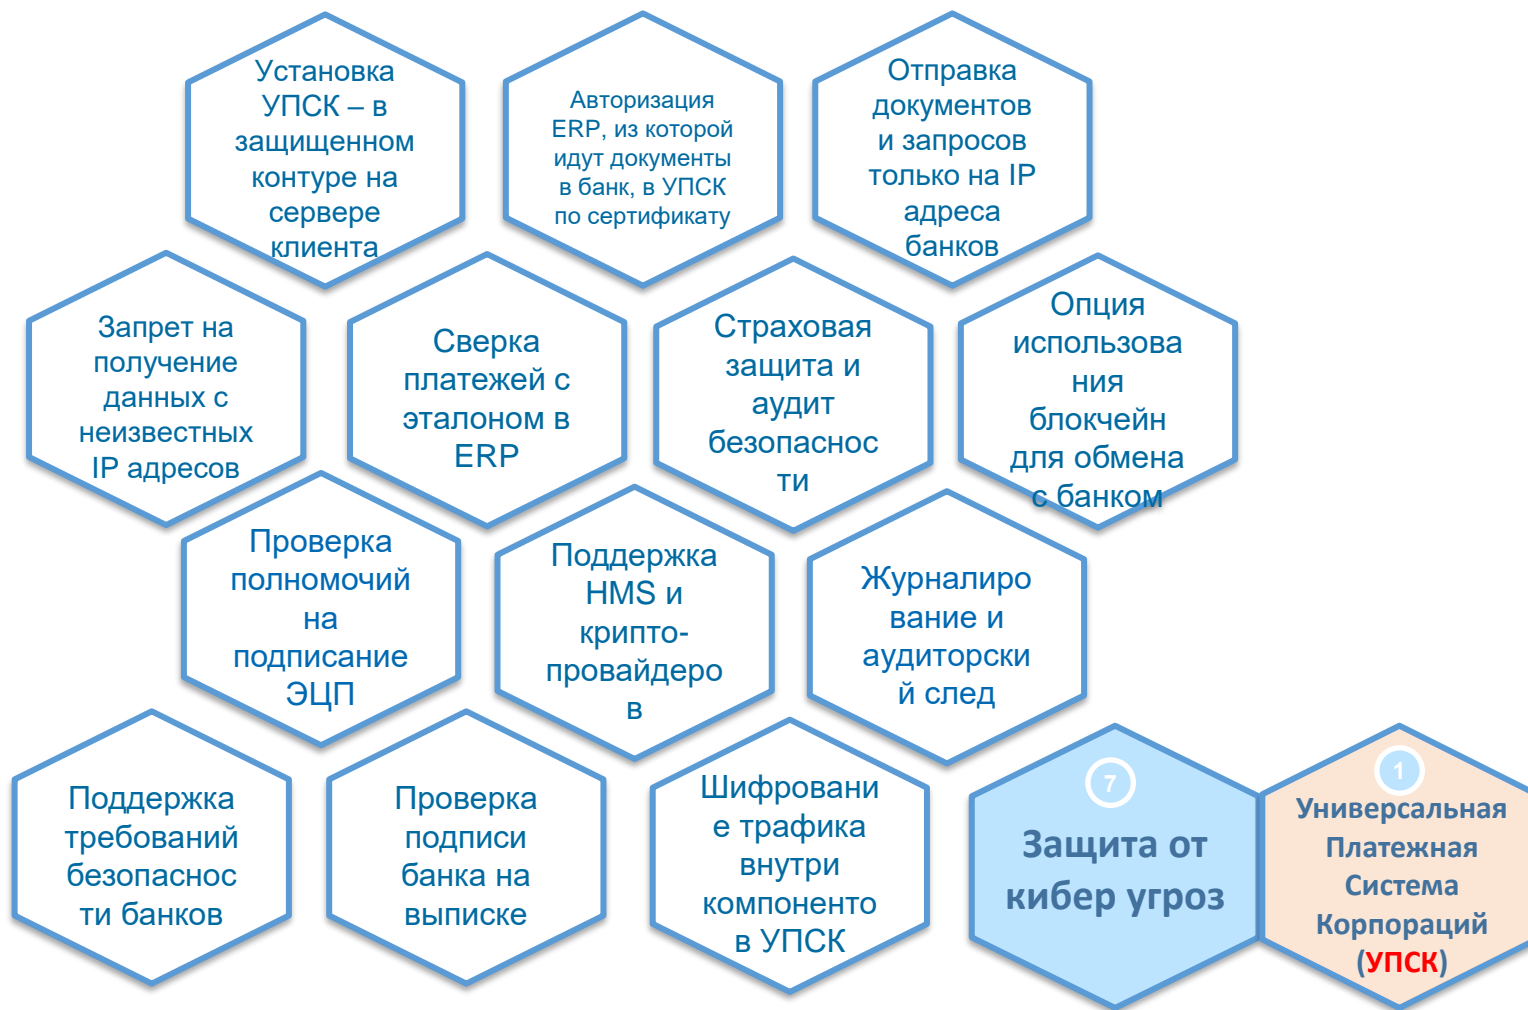 Установка
УПСК – в
защищенном
контуре на
сервере
клиента
Авторизация
ERP, из которой
идут документы
в банк, в УПСК
по сертификату
Отправка
документов
и запросов
только на IP
адреса
банков
Запрет на
получение
данных с
неизвестных
IP адресов
Сверка
платежей с
эталоном в
ERP
Страховая
защита и
аудит
безопаснос
ти
Опция
использова
ния
блокчейн
для обмена
с банком
Проверка
полномочий
на
подписание
ЭЦП
Поддержка
HMS и
крипто-
провайдеро
в
Журналиро
вание и
аудиторски
й след
Поддержка
требований
безопаснос
ти банков
Проверка
подписи
банка на
выписке
Шифровани
е трафика
внутри
компоненто
в УПСК
7
Защита от
кибер угроз
1
Универсальная
Платежная
Система
Корпораций
(УПСК)